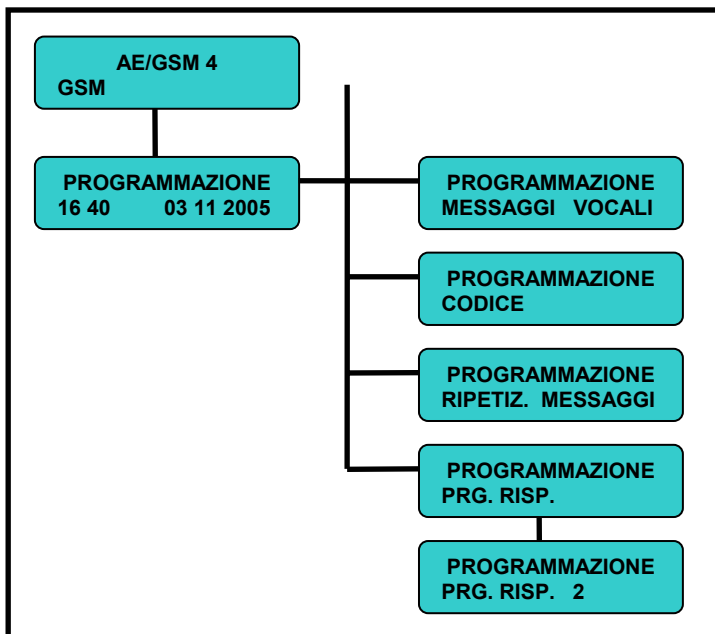 AE/GSM 4
GSM
PROGRAMMAZIONE
16 40 03 11 2005
PROGRAMMAZIONE
MESSAGGI VOCALI
PROGRAMMAZIONE
CODICE
PROGRAMMAZIONE
RIPETIZ. MESSAGGI
PROGRAMMAZIONE
PRG. RISP.
PROGRAMMAZIONE
PRG. RISP. 2